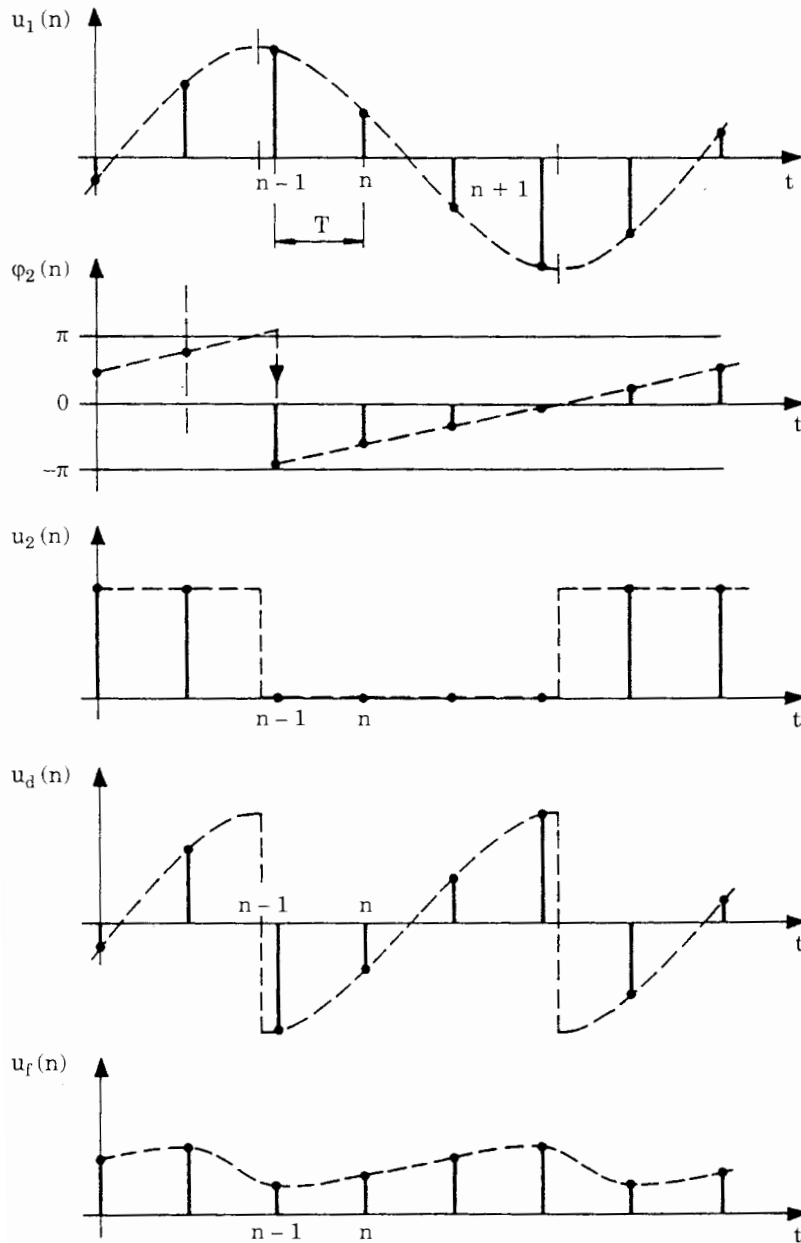 u₁(n)
n – 1 n n + 1 t
T
φ₂(n)
π
0
t
–π
u₂(n)
n – 1 n t
u_d(n)
n – 1 n
t
u_f(n)
n – 1 n t